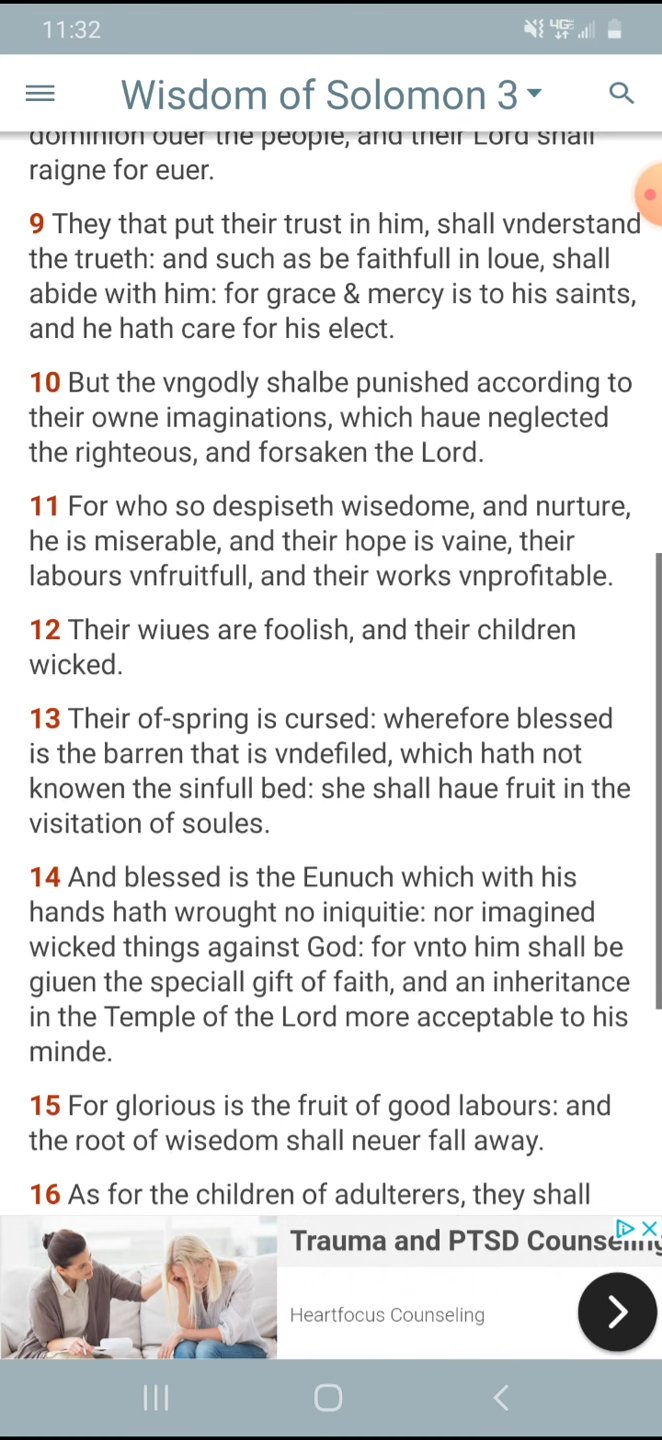 11:32
4GE
Wisdom of Solomon 3
dominion ouer the people, and their Lord shall
raigne for euer.
9 They that put their trust in him, shall vnderstand
the trueth: and such as be faithfull in loue, shall
abide with him: for grace & mercy is to his saints,
and he hath care for his elect.
10 But the vngodly shalbe punished according to
their owne imaginations, which haue neglected
the righteous, and forsaken the Lord.
11 For who so despiseth wisedome, and nurture,
he is miserable, and their hope is vaine, their
labours vnfruitfull, and their works vnprofitable.
12 Their wiues are foolish, and their children
wicked.
13 Their of-spring is cursed: wherefore blessed
is the barren that is vndefiled, which hath not
knowen the sinfull bed: she shall haue fruit in the
visitation of soules.
14 And blessed is the Eunuch which with his
hands hath wrought no iniquitie: nor imagined
wicked things against God: for vnto him shall be
giuen the speciall gift of faith, and an inheritance
in the Temple of the Lord more acceptable to his
minde.
15 For glorious is the fruit of good labours: and
the root of wisedom shall neuer fall away.
16 As for the children of adulterers, they shall
Trauma and PTSD Counseling
Heartfocus Counseling